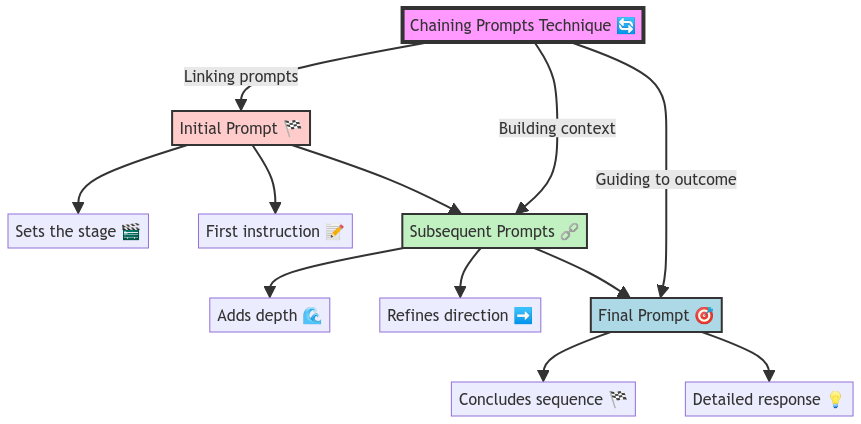 Chaining Prompts Technique 🔄
Linking prompts
Initial Prompt 🏁
Building context
Guiding to outcome
Sets the stage 🎬
First instruction 📝
Subsequent Prompts 🔗
Adds depth 🌊
Refines direction ➡️
Final Prompt 🎯
Concludes sequence 🏁
Detailed response 💡